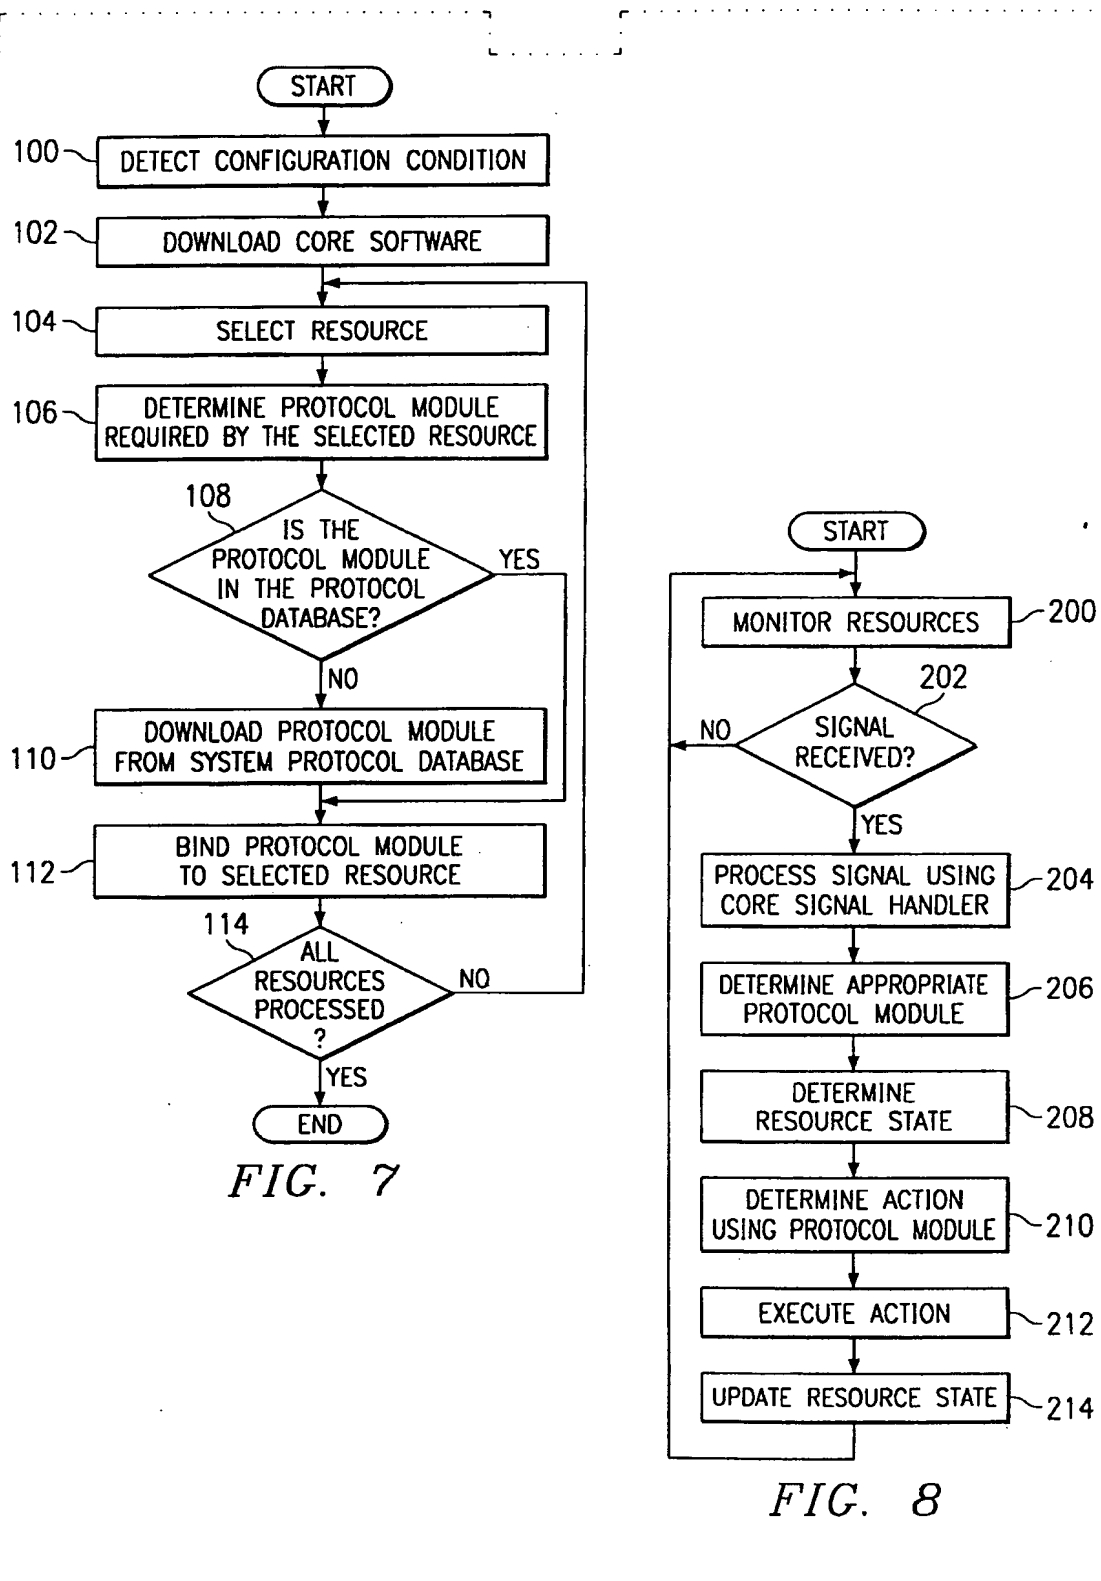 START
100
DETECT CONFIGURATION CONDITION
102
DOWNLOAD CORE SOFTWARE
104
SELECT RESOURCE
106
DETERMINE PROTOCOL MODULE
REQUIRED BY THE SELECTED RESOURCE
108
IS THE
PROTOCOL MODULE
IN THE PROTOCOL
DATABASE?
YES
NO
110
DOWNLOAD PROTOCOL MODULE
FROM SYSTEM PROTOCOL DATABASE
112
BIND PROTOCOL MODULE
TO SELECTED RESOURCE
114
ALL
RESOURCES
PROCESSED
?
NO
YES
END
FIG. 7
START
MONITOR RESOURCES
200
202
SIGNAL
RECEIVED?
NO
YES
PROCESS SIGNAL USING
CORE SIGNAL HANDLER
204
DETERMINE APPROPRIATE
PROTOCOL MODULE
206
DETERMINE
RESOURCE STATE
208
DETERMINE ACTION
USING PROTOCOL MODULE
210
EXECUTE ACTION
212
UPDATE RESOURCE STATE
214
FIG. 8